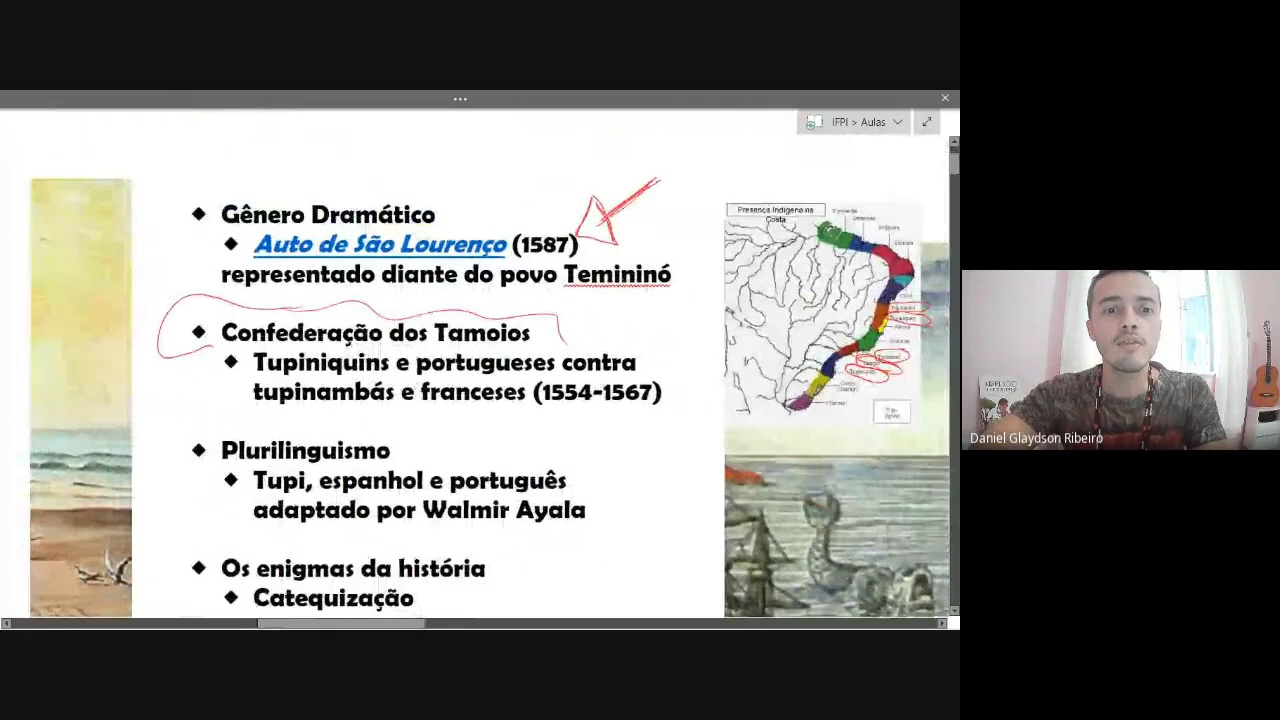 IFPI > Aulas
Gênero Dramático
Auto de São Lourenço (1587)
representado diante do povo Temininó
Confederação dos Tamoios
Tupiniquins e portugueses contra
tupinambás e franceses (1554-1567)
Plurilinguismo
Tupi, espanhol e português
adaptado por Walmir Ayala
Os enigmas da história
Catequização
Presença Indígena na
Costa
Daniel Glaydson Ribeiro